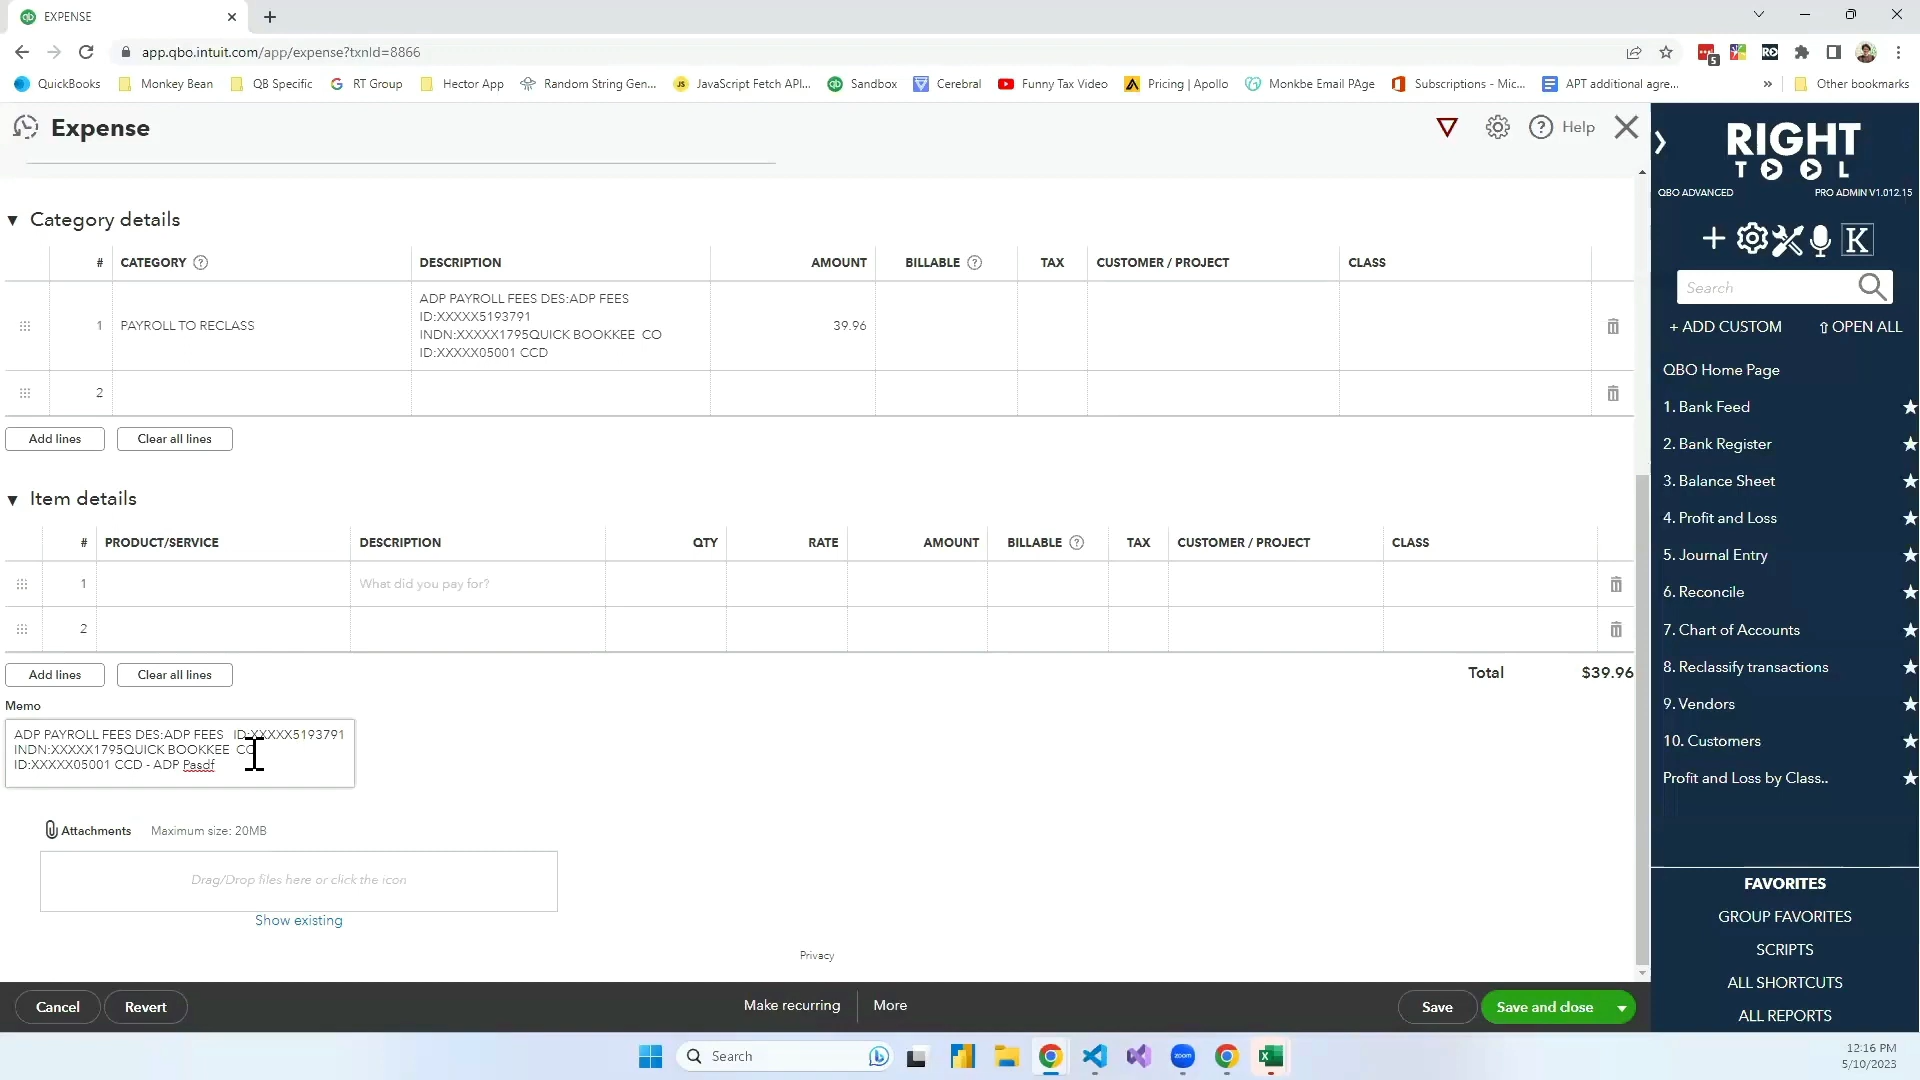 EXPENSE
app.qbo.intuit.com/app/expense?txnId=8866
5
QuickBooks
Monkey Bean
QB Specific
RT Group
Hector App
Random String Gen...
JavaScript Fetch API...
Sandbox
Cerebral
Funny Tax Video
Pricing | Apollo
Monkbe Email PAge
Subscriptions - Mic...
APT additional agre...
»
Other bookmarks
Expense
Help
RIGHT
TOOL
QBO ADVANCED
PRO ADMIN V1.012.15
K
Search
+ ADD CUSTOM
⇧ OPEN ALL
QBO Home Page
1. Bank Feed
2. Bank Register
3. Balance Sheet
4. Profit and Loss
5. Journal Entry
6. Reconcile
7. Chart of Accounts
8. Reclassify transactions
9. Vendors
10. Customers
Profit and Loss by Class..
FAVORITES
GROUP FAVORITES
SCRIPTS
ALL SHORTCUTS
ALL REPORTS
Category details
# CATEGORY DESCRIPTION AMOUNT BILLABLE TAX CUSTOMER / PROJECT CLASS
1 PAYROLL TO RECLASS
ADP PAYROLL FEES DES:ADP FEES
ID:XXXXX5193791
INDN:XXXXX1795QUICK BOOKKEE CO
ID:XXXXX05001 CCD
39.96
2
Add lines
Clear all lines
Item details
# PRODUCT/SERVICE DESCRIPTION QTY RATE AMOUNT BILLABLE TAX CUSTOMER / PROJECT CLASS
1 What did you pay for?
2
Add lines
Clear all lines
Total $39.96
Memo
ADP PAYROLL FEES DES:ADP FEES ID:XXXXX5193791
INDN:XXXXX1795QUICK BOOKKEE CO
ID:XXXXX05001 CCD - ADP Pasdf
Attachments
Maximum size: 20MB
Drag/Drop files here or click the icon
Show existing
Privacy
Cancel
Revert
Make recurring
More
Save
Save and close
Search
zoom
12:16 PM
5/10/2023